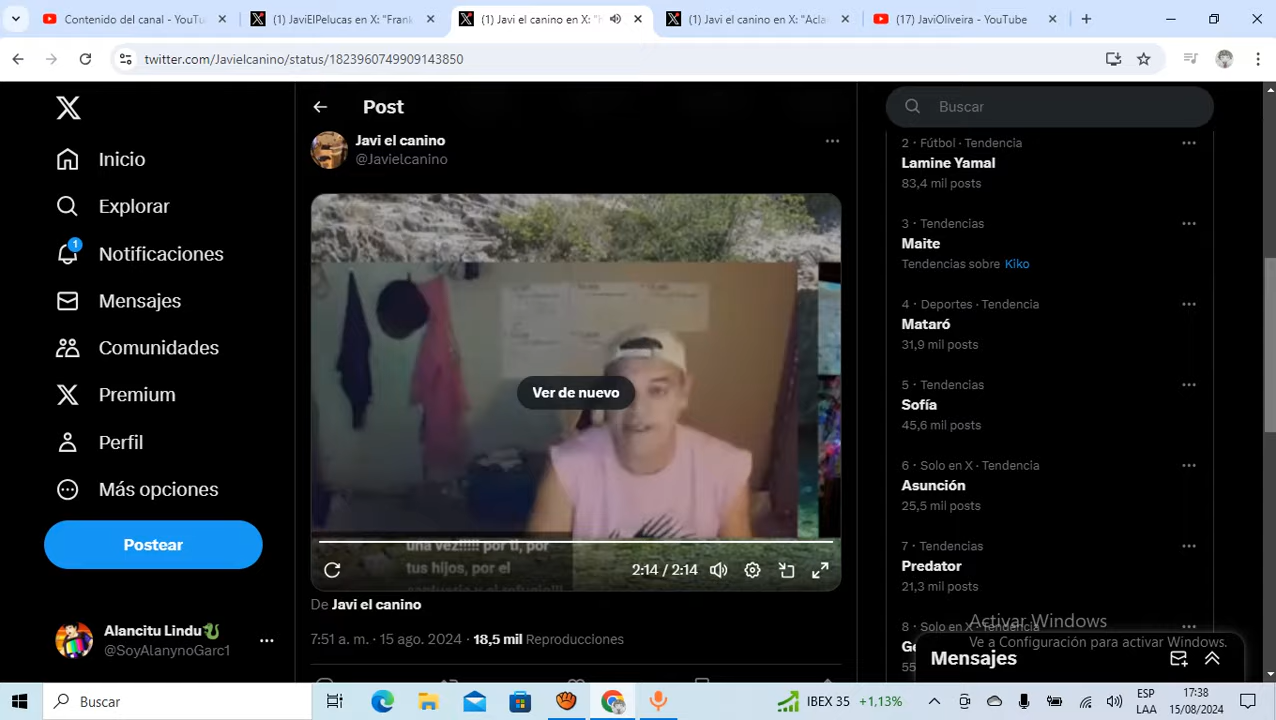 Contenido del canal - YouTu
(1) JaviElPelucas en X: "Frank
(1) Javi el canino en X: "
(1) Javi el canino en X: "Acla
(17) JaviOliveira - YouTube
twitter.com/Javielcanino/status/1823960749909143850
Inicio
Explorar
1
Notificaciones
Mensajes
Comunidades
Premium
Perfil
Más opciones
Postear
Alancitu Lindu
@SoyAlanynoGarc1
Post
Javi el canino
@Javielcanino
Ver de nuevo
una vez!!!!! por ti, por
tus hijos, por el
santuario y el refugio!!!
2:14 / 2:14
De Javi el canino
7:51 a. m. · 15 ago. 2024 · 18,5 mil Reproducciones
Buscar
2 · Fútbol · Tendencia
Lamine Yamal
83,4 mil posts
3 · Tendencias
Maite
Tendencias sobre Kiko
4 · Deportes · Tendencia
Mataró
31,9 mil posts
5 · Tendencias
Sofía
45,6 mil posts
6 · Solo en X · Tendencia
Asunción
25,5 mil posts
7 · Tendencias
Predator
21,3 mil posts
8 · Solo en X · Tendencia
Ge
55
Activar Windows
Ve a Configuración para activar Windows.
Mensajes
Buscar
IBEX 35 +1,13%
ESP
LAA
17:38
15/08/2024